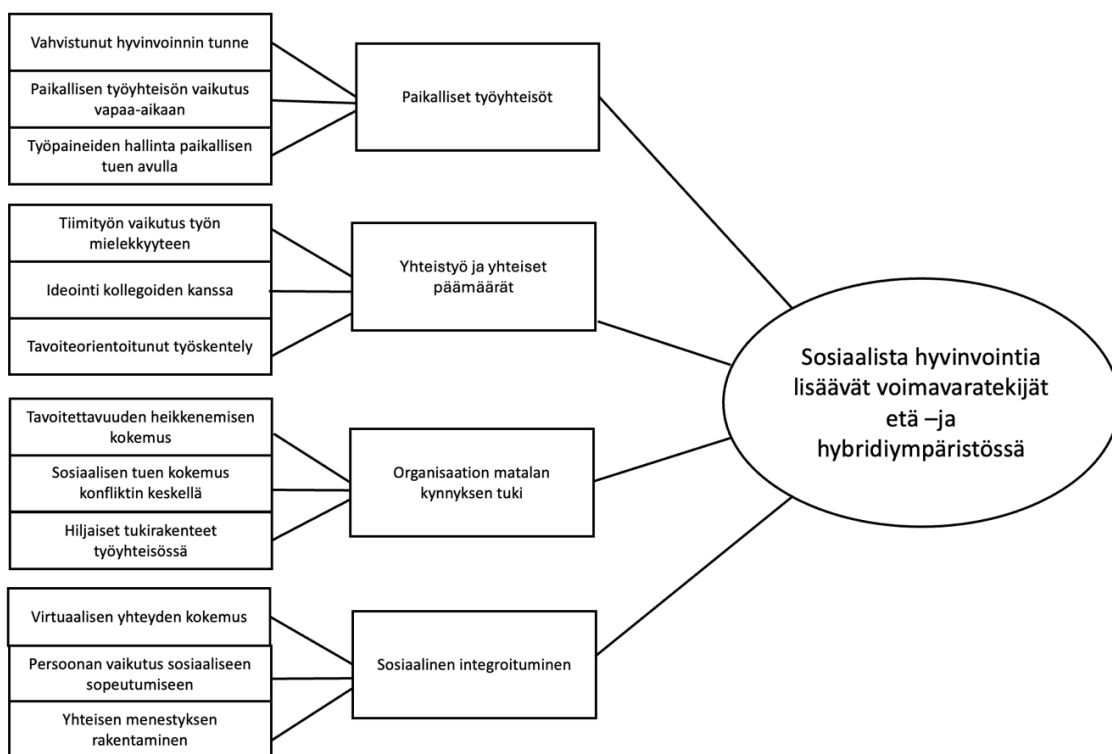 Vahvistunut hyvinvoinnin tunne
Paikallisen työyhteisön vaikutus
vapaa-aikaan
Työpaineiden hallinta paikallisen
tuen avulla
Paikalliset työyhteisöt
Tiimityön vaikutus työn
mielekkyyteen
Ideointi kollegoiden kanssa
Tavoiteorientoitunut työskentely
Yhteistyö ja yhteiset
päämäärät
Tavoitettavuuden heikkenemisen
kokemus
Sosiaalisen tuen kokemus
konfliktin keskellä
Hiljaiset tukirakenteet
työyhteisössä
Organisaation matalan
kynnyksen tuki
Virtuaalisen yhteyden kokemus
Persoonan vaikutus sosiaaliseen
sopeutumiseen
Yhteisen menestyksen
rakentaminen
Sosiaalinen integroituminen
Sosiaalista hyvinvointia
lisäävät voimavaratekijät
etä –ja
hybridiympäristössä